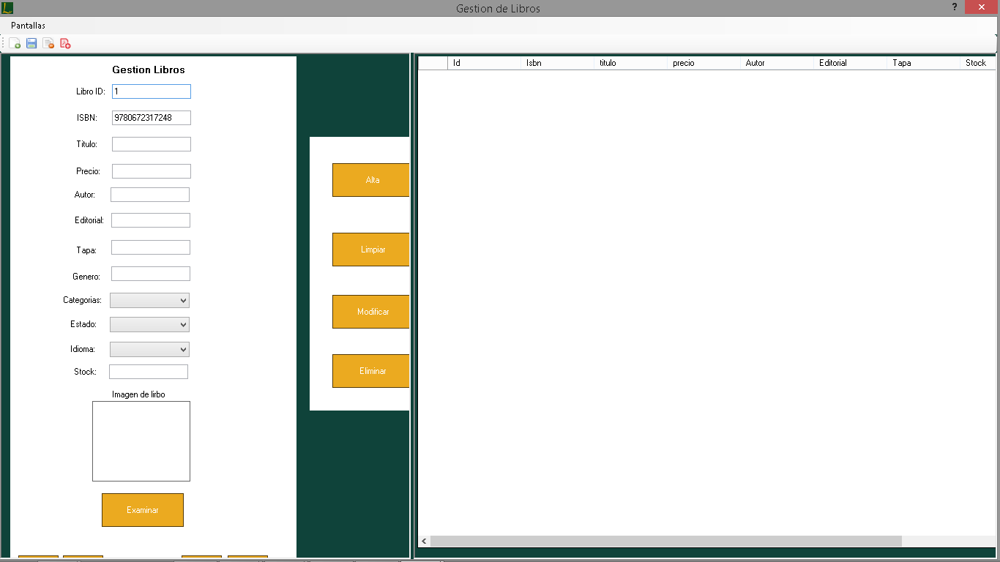 Gestion de Libros
?
Pantallas
Gestion Libros
Libro ID: 1
ISBN: 9780672317248
Titulo:
Precio:
Autor:
Editorial:
Tapa:
Genero:
Categorias:
Estado:
Idioma:
Stock:
Imagen de lirbo
Examinar
Alta
Limpiar
Modificar
Eliminar
Id Isbn titulo precio Autor Editorial Tapa Stock